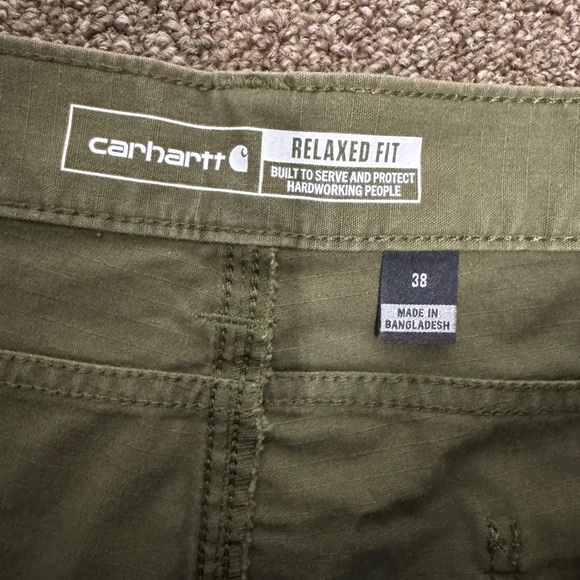 carhartt
RELAXED FIT
BUILT TO SERVE AND PROTECT
HARDWORKING PEOPLE
38
MADE IN
BANGLADESH